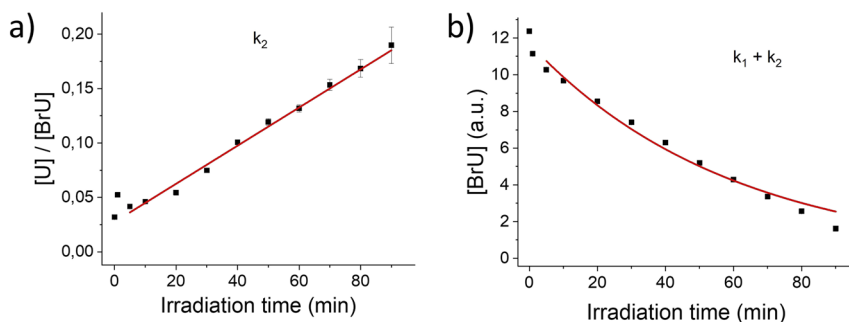 a)
k₂
[U] / [BrU]
0,20
0,15
0,10
0,05
0,00
0 20 40 60 80
Irradiation time (min)
b)
k₁ + k₂
[BrU] (a.u.)
12
10
8
6
4
2
0
0 20 40 60 80
Irradiation time (min)